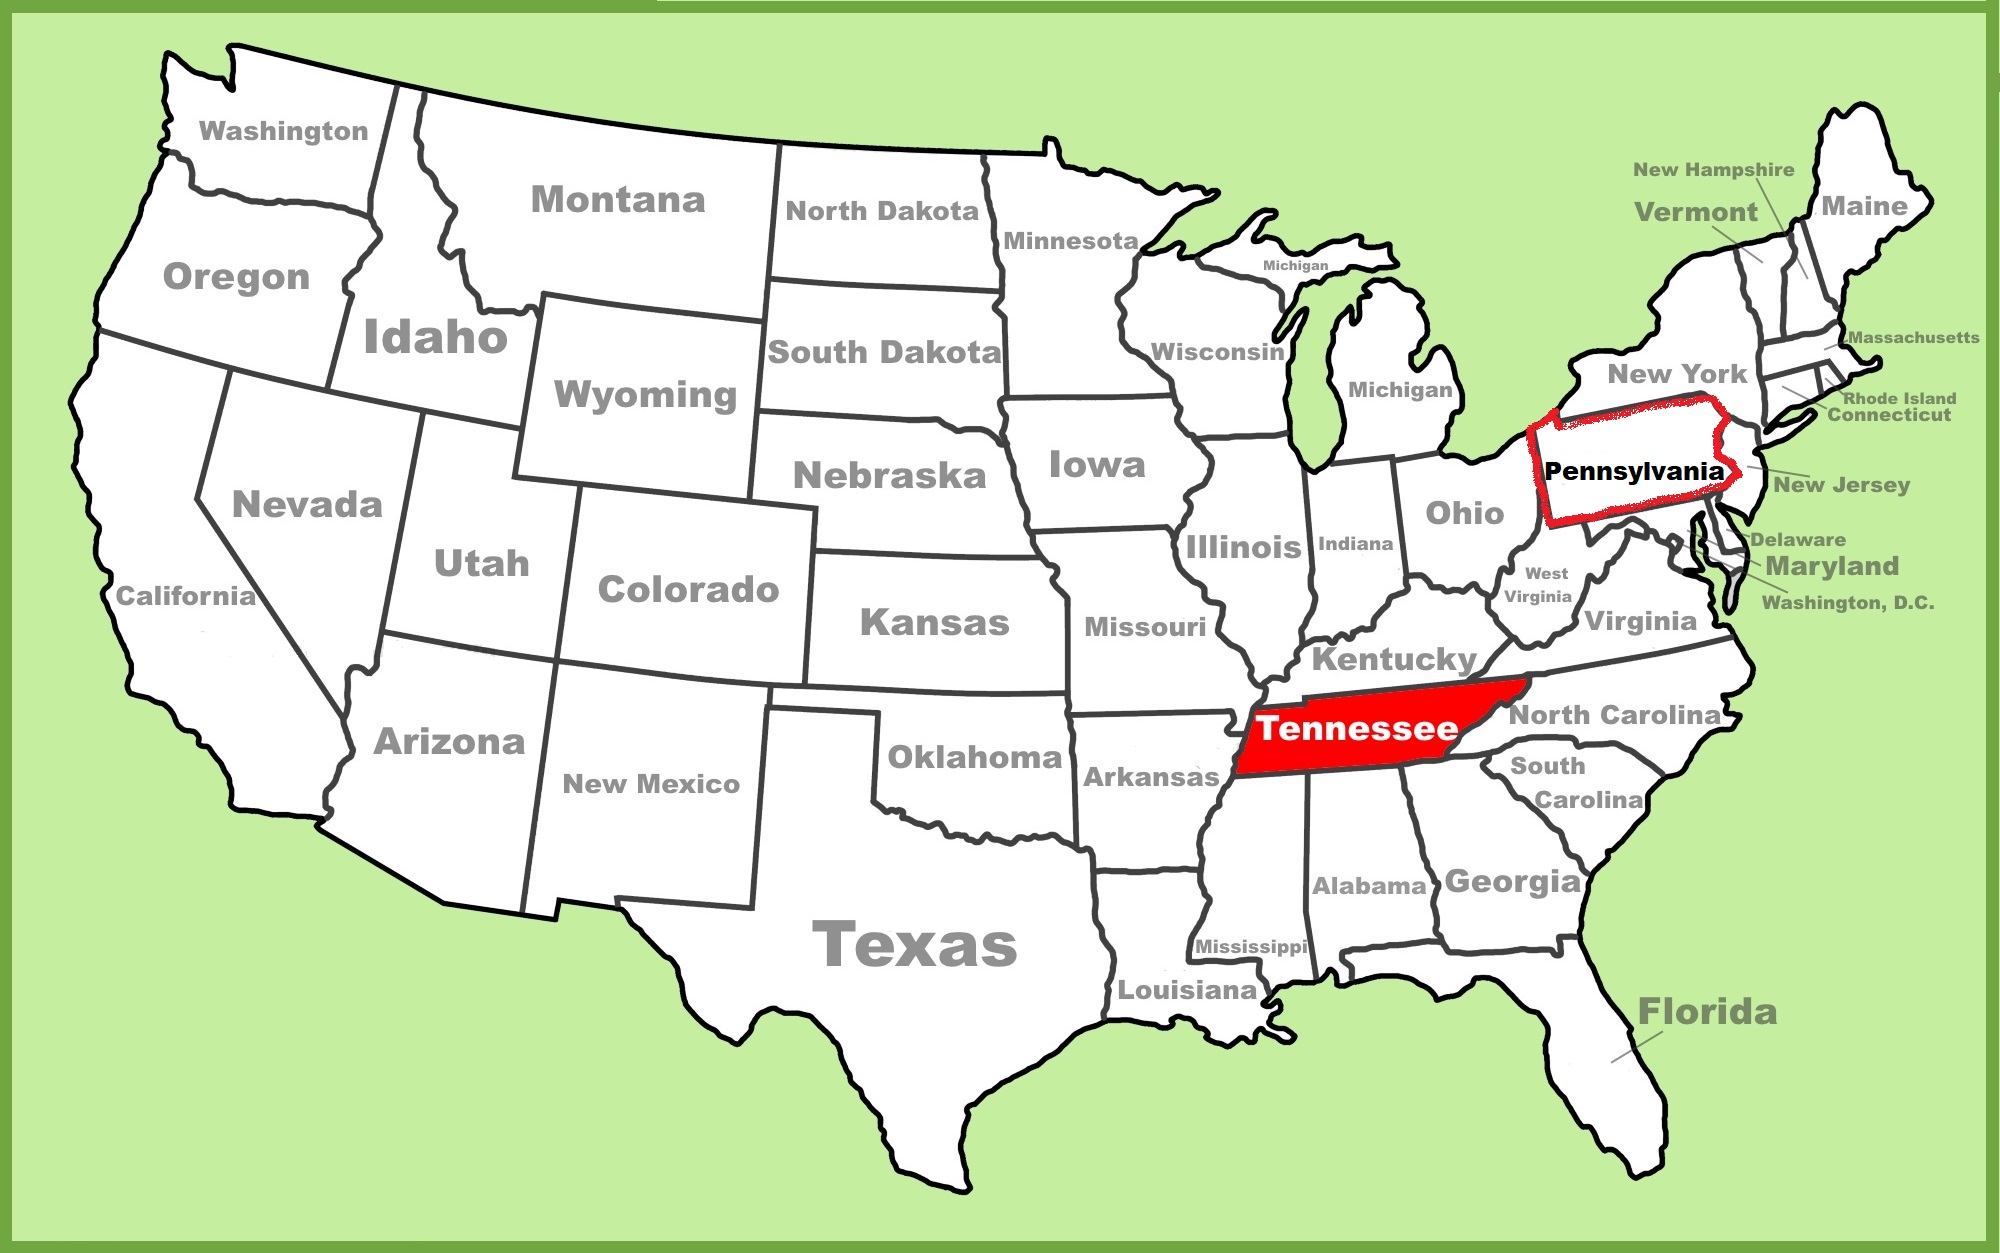 Washington
Montana
North Dakota
Minnesota
Michigan
New Hampshire
Vermont
Maine
Oregon
Idaho
Wyoming
South Dakota
Wisconsin
Michigan
New York
Massachusetts
Rhode Island
Connecticut
Nevada
Utah
Colorado
Nebraska
Iowa
Illinois
Indiana
Ohio
Pennsylvania
New Jersey
Delaware
Maryland
Washington, D.C.
California
Kansas
Missouri
Kentucky
West
Virginia
Virginia
Arizona
New Mexico
Oklahoma
Arkansas
Tennessee
North Carolina
South
Carolina
Texas
Louisiana
Mississippi
Alabama
Georgia
Florida